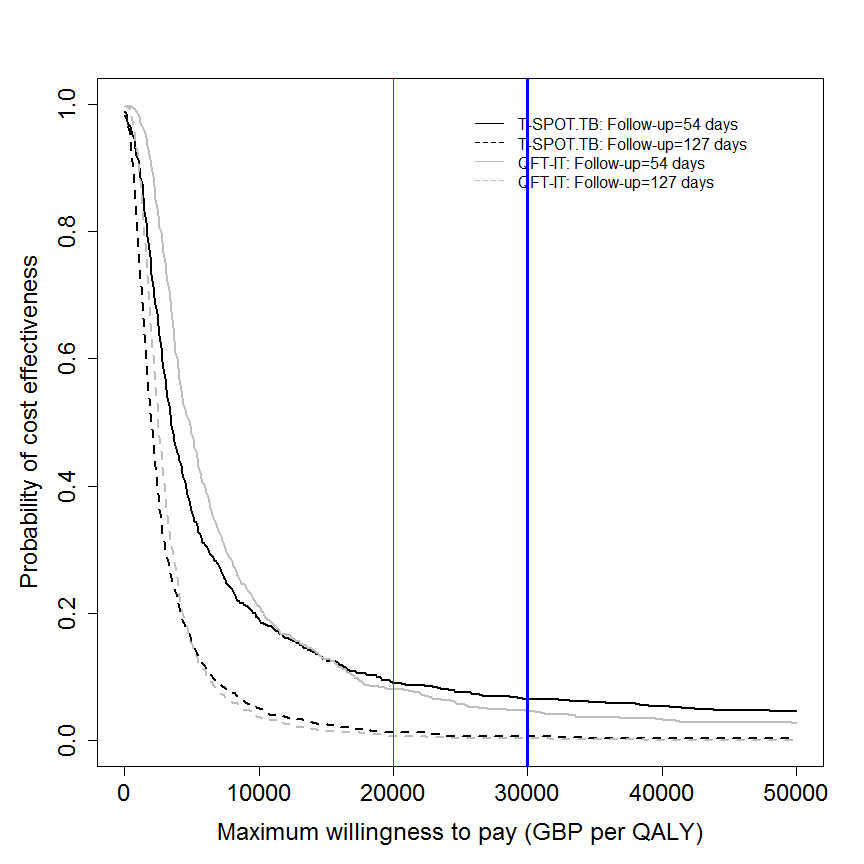 T-SPOT.TB: Follow-up=54 days
T-SPOT.TB: Follow-up=127 days
QFT-IT: Follow-up=54 days
QFT-IT: Follow-up=127 days
Probability of cost effectiveness
1.0
0.8
0.6
0.4
0.2
0.0
0 10000 20000 30000 40000 50000
Maximum willingness to pay (GBP per QALY)